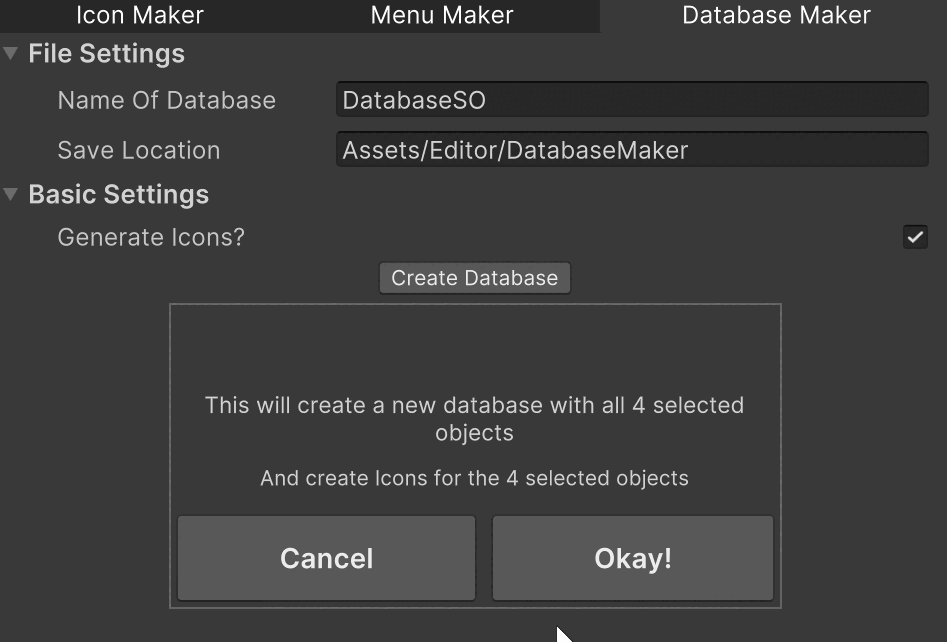 Icon Maker
Menu Maker
Database Maker
File Settings
Name Of Database
DatabaseSO
Save Location
Assets/Editor/DatabaseMaker
Basic Settings
Generate Icons?
Create Database
This will create a new database with all 4 selected
objects
And create Icons for the 4 selected objects
Cancel
Okay!